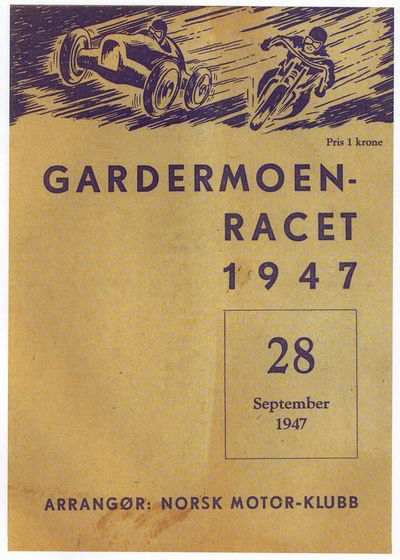 Pris 1 krone
GARDERMOEN-
RACET
1947
28
September
1947
ARRANGØR: NORSK MOTOR-KLUBB